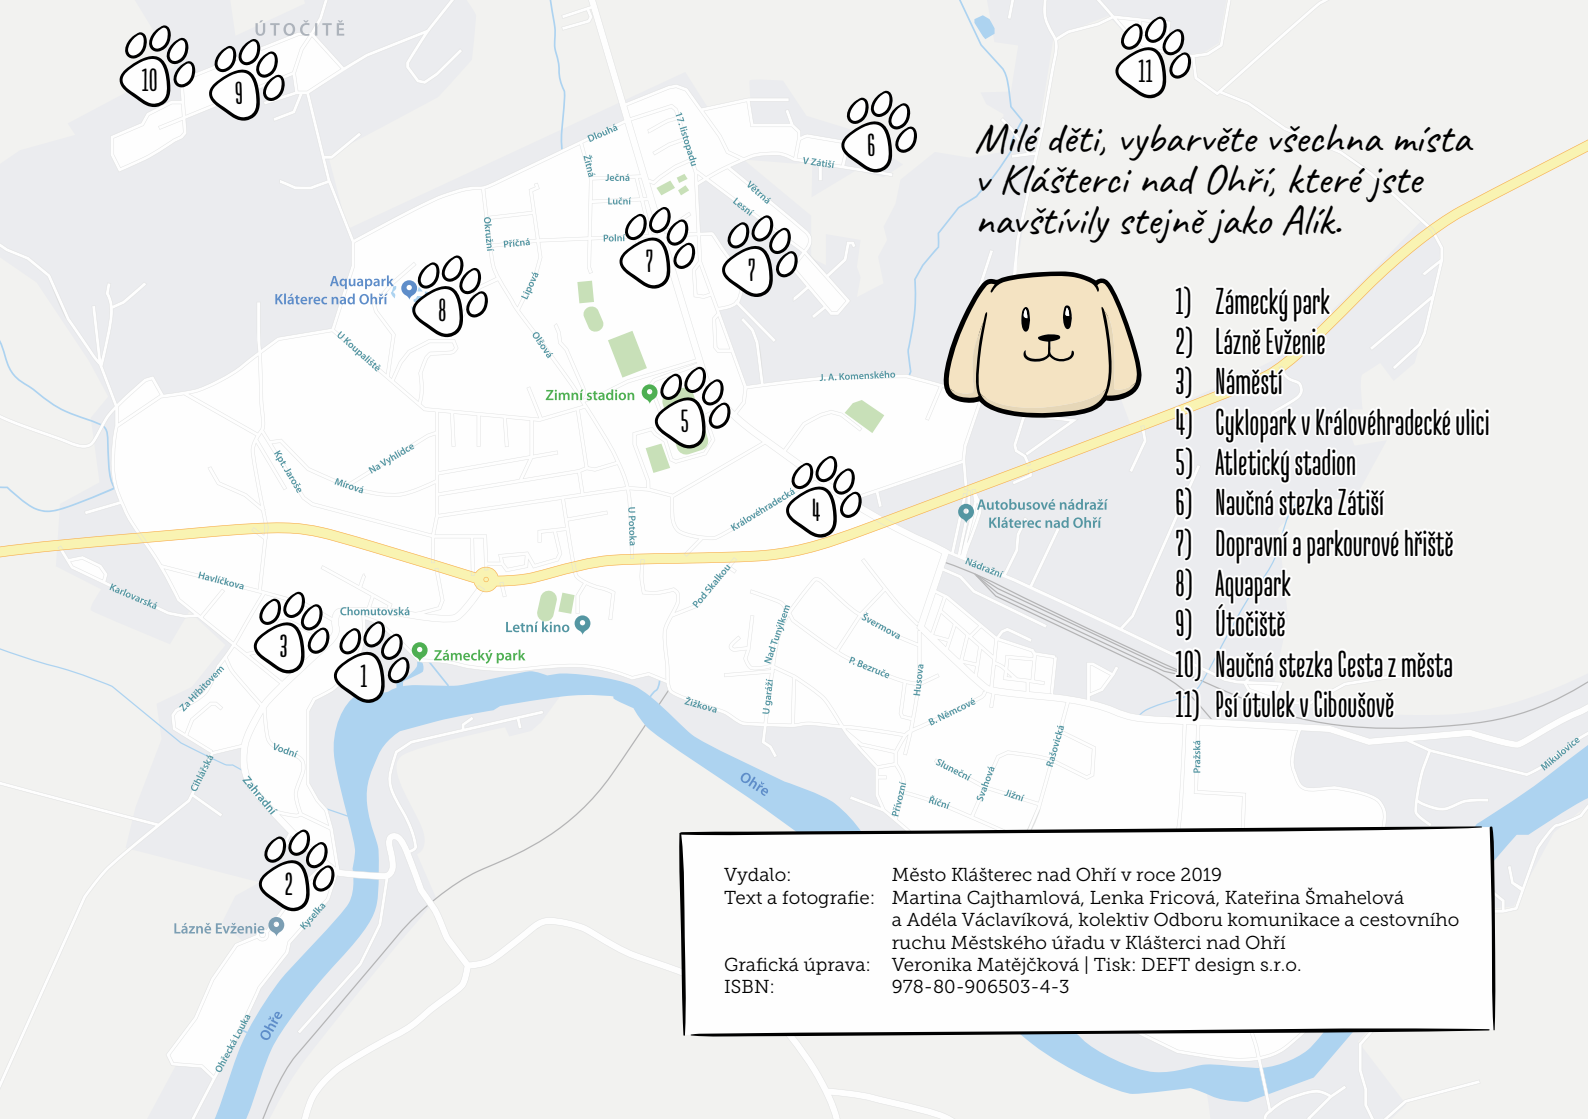 ÚTOČITĚ
10
9
11
6
Milé děti, vybarvěte všechna místa
v Klášterci nad Ohří, které jste
navštívily stejně jako Alík.
Dlouhá
17. listopadu
Žitná
Ječná
Luční
Polní
V Zátiší
Větrná
Lesní
Okružní
Příčná
Lipová
Olšová
7
7
Aquapark
Kláterec nad Ohří
8
U Koupaliště
Zimní stadion
5
J. A. Komenského
1) Zámecký park
2) Lázně Evženie
3) Náměstí
4) Cyklopark v Královéhradecké ulici
5) Atletický stadion
6) Naučná stezka Zátiší
7) Dopravní a parkourové hřiště
8) Aquapark
9) Útočiště
10) Naučná stezka Cesta z města
11) Psí útulek v Ciboušově
Na Vyhlídce
Kpt. Jaroše
Mírová
U Potoka
Královéhradecká
4
Autobusové nádraží
Kláterec nad Ohří
Nádražní
Pod Skalkou
Havlíčkova
Karlovarská
Chomutovská
3
1
Letní kino
Zámecký park
Za Hřbitovem
Nad Tunýlkem
Švermova
P. Bezruče
Husova
U garáží
Žižkova
B. Němcové
Rašovická
Pražská
Mikulovice
Vodní
Cihlářská
Zahradní
Ohře
Sluneční
Svahová
Jižní
Říční
Přívozní
2
Lázně Evženie
Kyselka
Ohřecká Louka
Ohře
Vydalo: Město Klášterec nad Ohří v roce 2019
Text a fotografie: Martina Cajthamlová, Lenka Fricová, Kateřina Šmahelová
a Adéla Václavíková, kolektiv Odboru komunikace a cestovního
ruchu Městského úřadu v Klášterci nad Ohří
Grafická úprava: Veronika Matějčková | Tisk: DEFT design s.r.o.
ISBN: 978-80-906503-4-3